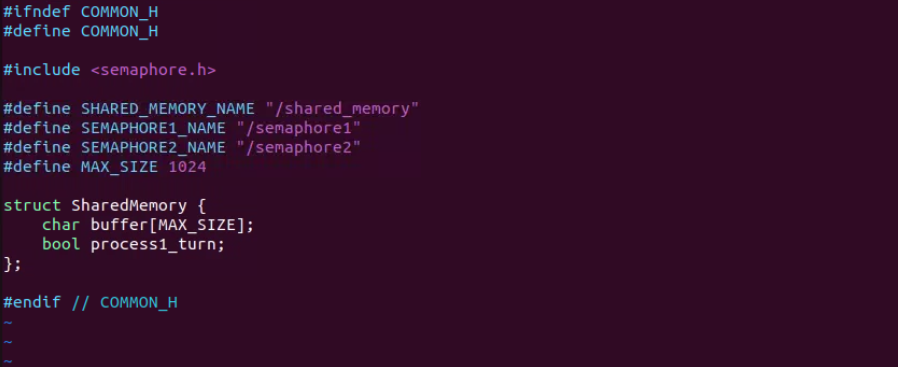 #ifndef COMMON_H
#define COMMON_H

#include <semaphore.h>

#define SHARED_MEMORY_NAME "/shared_memory"
#define SEMAPHORE1_NAME "/semaphore1"
#define SEMAPHORE2_NAME "/semaphore2"
#define MAX_SIZE 1024

struct SharedMemory {
    char buffer[MAX_SIZE];
    bool process1_turn;
};

#endif // COMMON_H
~
~
~